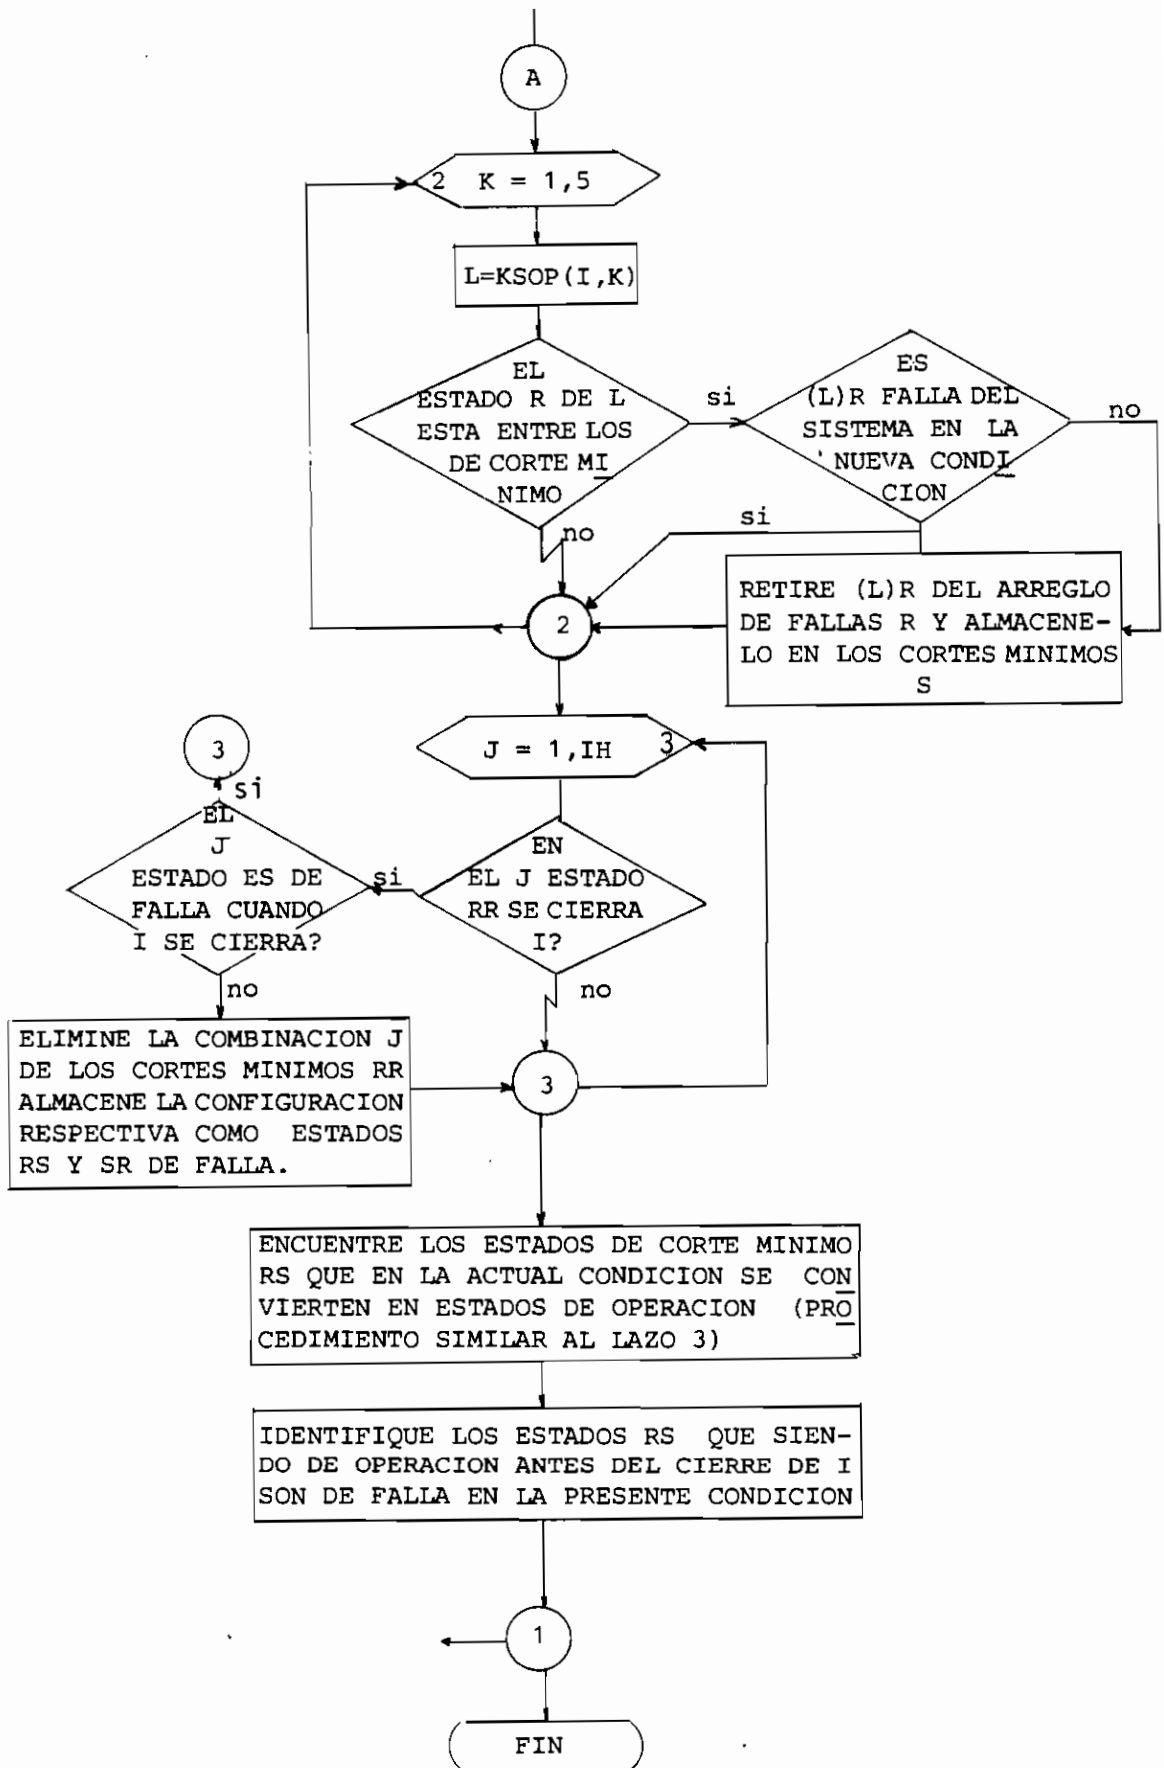 A
2 K = 1,5
L=KSOP(I,K)
EL
ESTADO R DE L
ESTA ENTRE LOS
DE CORTE MI
NIMO
si
ES
(L)R FALLA DEL
SISTEMA EN LA
NUEVA CONDI
CION
no
si
no
2
RETIRE (L)R DEL ARREGLO
DE FALLAS R Y ALMACENE-
LO EN LOS CORTES MINIMOS
S
3
J = 1,IH 3
si
EL
J
ESTADO ES DE
FALLA CUANDO
I SE CIERRA?
si
EN
EL J ESTADO
RR SE CIERRA
I?
no
no
ELIMINE LA COMBINACION J
DE LOS CORTES MINIMOS RR
ALMACENE LA CONFIGURACION
RESPECTIVA COMO ESTADOS
RS Y SR DE FALLA.
3
ENCUENTRE LOS ESTADOS DE CORTE MINIMO
RS QUE EN LA ACTUAL CONDICION SE CON
VIERTEN EN ESTADOS DE OPERACION (PRO
CEDIMIENTO SIMILAR AL LAZO 3)
IDENTIFIQUE LOS ESTADOS RS QUE SIEN-
DO DE OPERACION ANTES DEL CIERRE DE I
SON DE FALLA EN LA PRESENTE CONDICION
1
FIN